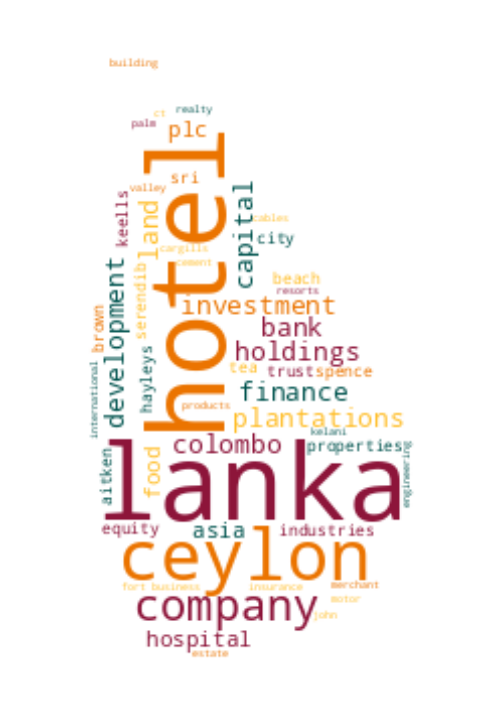 building
ct
realty
palm
plc
hotel
sri
valley
keells
land
capital
cables
city
cargills
cement
serendib
development
beach
resorts
investment
brown
bank
hayleys
holdings
international
tea
trust
spence
finance
products
plantations
kelani
colombo
properties
engineering
food
aitken
lanka
equity
asia
industries
ceylon
fort
business
insurance
merchant
motor
company
john
hospital
estate